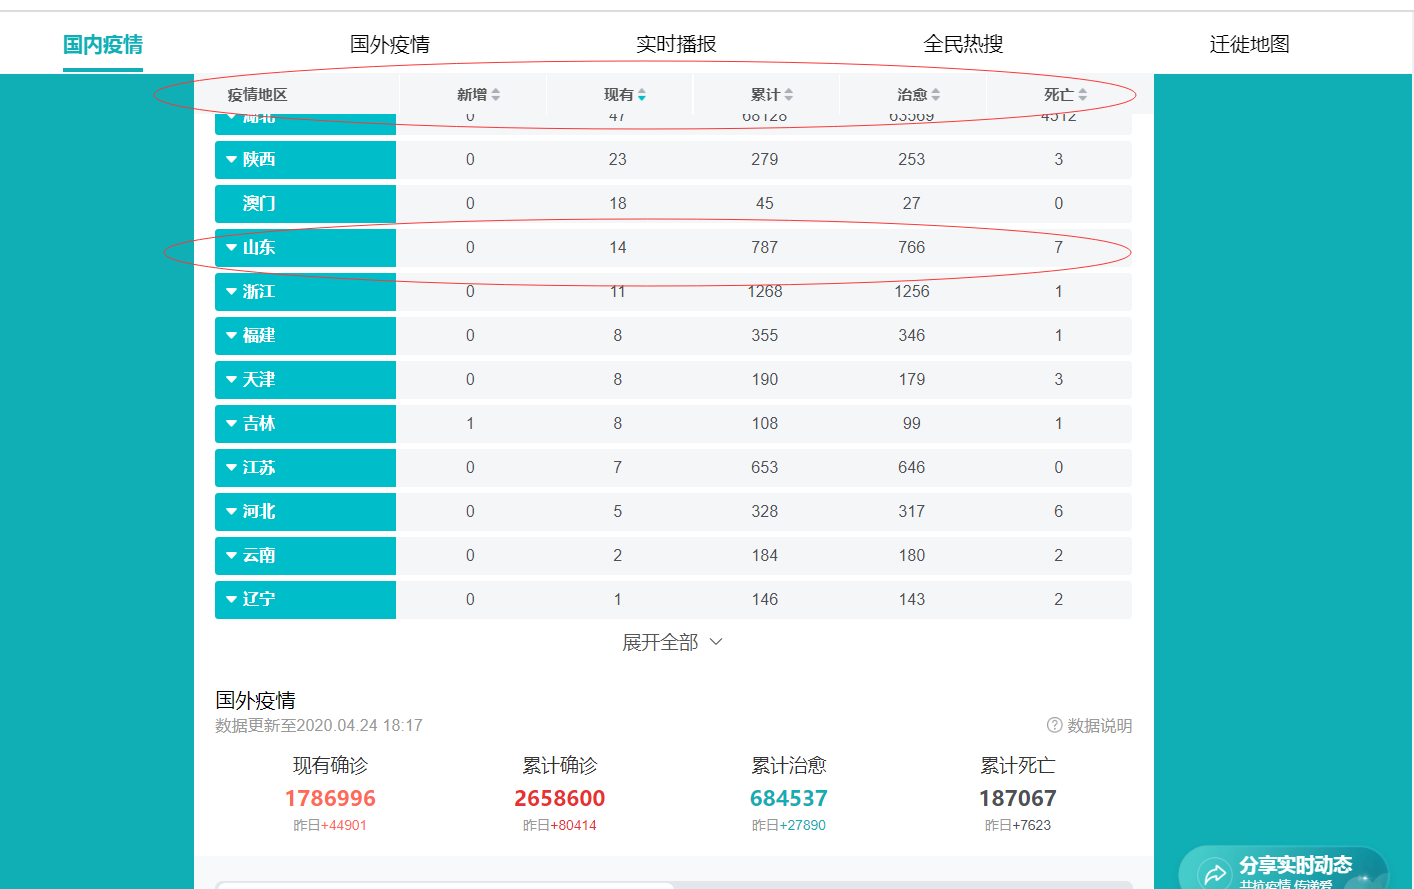 国内疫情 国外疫情 实时播报 全民热搜 迁徙地图
疫情地区 新增 现有 累计 治愈 死亡
湖北 0 47 68128 63569 4512
陕西 0 23 279 253 3
澳门 0 18 45 27 0
山东 0 14 787 766 7
浙江 0 11 1268 1256 1
福建 0 8 355 346 1
天津 0 8 190 179 3
吉林 1 8 108 99 1
江苏 0 7 653 646 0
河北 0 5 328 317 6
云南 0 2 184 180 2
辽宁 0 1 146 143 2
展开全部
国外疫情
数据更新至2020.04.24 18:17 数据说明
现有确诊 累计确诊 累计治愈 累计死亡
1786996 2658600 684537 187067
昨日+44901 昨日+80414 昨日+27890 昨日+7623
分享实时动态
共抗疫情 传递爱